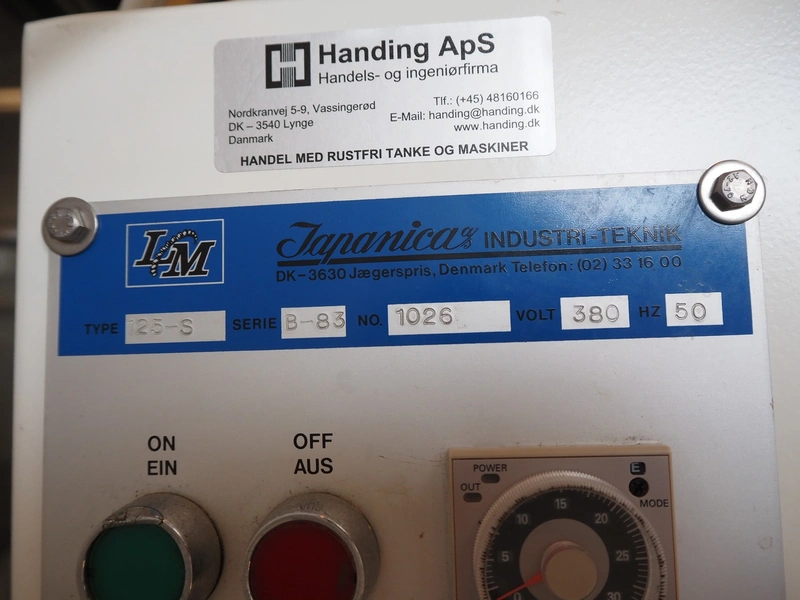 Handing ApS
Handels- og ingeniørfirma
Nordkranvej 5-9, Vassingerød
DK – 3540 Lynge
Danmark
Tlf.: (+45) 48160166
E-Mail: handing@handing.dk
www.handing.dk
HANDEL MED RUSTFRI TANKE OG MASKINER
LM
Japanica a/s INDUSTRI-TEKNIK
DK-3630 Jægerspris, Denmark Telefon: (02) 33 16 00
TYPE 125-S SERIE B-83 NO. 1026 VOLT 380 HZ 50
ON
EIN
OFF
AUS
POWER
OUT
E
MODE
0 5 10 15 20 25 30